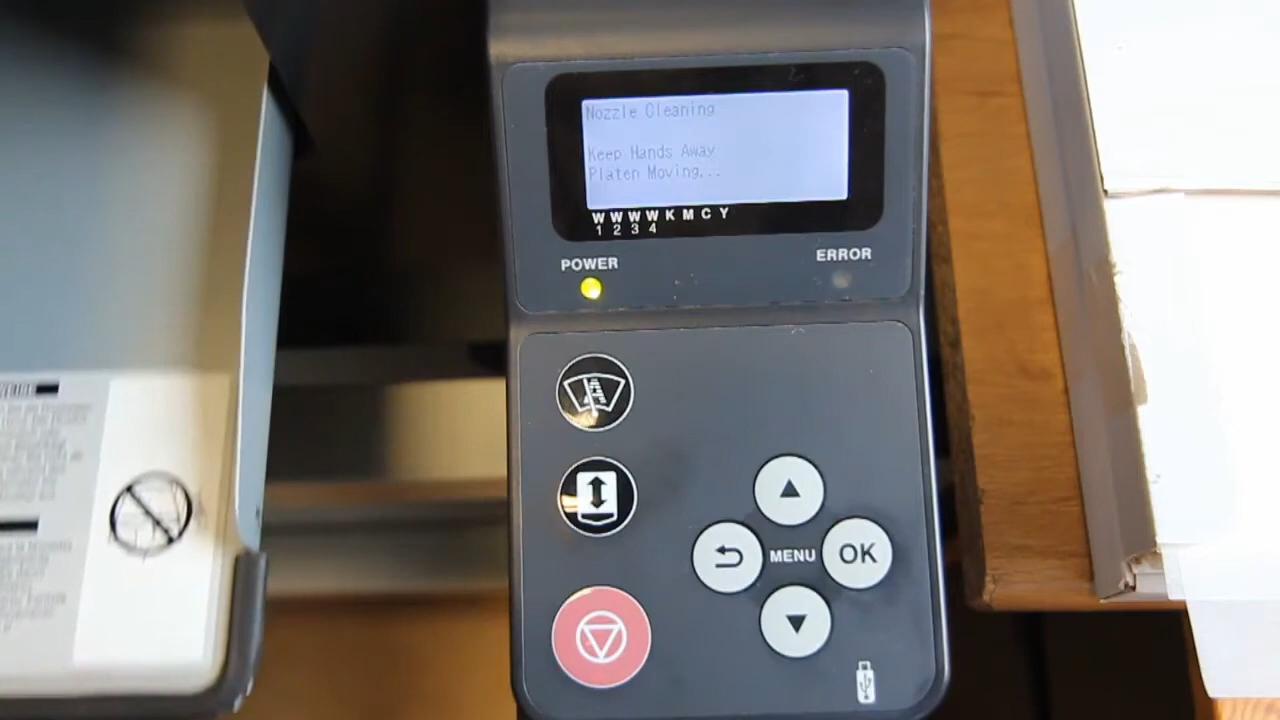 Nozzle Cleaning
Keep Hands Away
Platen Moving...
W W W W K M C Y
1 2 3 4
POWER
ERROR
MENU
OK